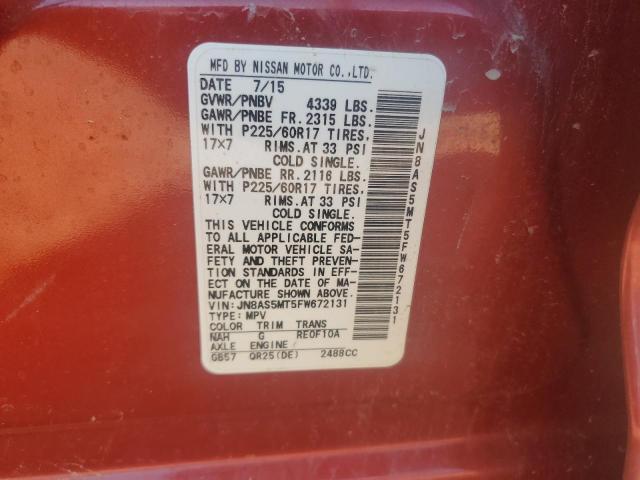 MFD BY NISSAN MOTOR CO.,LTD.
DATE 7/15
GVWR/PNBV 4339 LBS.
GAWR/PNBE FR. 2315 LBS.
WITH P225/60R17 TIRES,
17x7 RIMS.AT 33 PSI
COLD SINGLE.
GAWR/PNBE RR. 2116 LBS.
WITH P225/60R17 TIRES,
17x7 RIMS.AT 33 PSI
COLD SINGLE.
THIS VEHICLE CONFORMS
TO ALL APPLICABLE FED-
ERAL MOTOR VEHICLE SA-
FETY AND THEFT PREVEN-
TION STANDARDS IN EFF-
ECT ON THE DATE OF MA-
NUFACTURE SHOWN ABOVE.
VIN: JN8AS5MT5FW672131
TYPE: MPV
COLOR TRIM TRANS
NAH G RE0F10A
AXLE ENGINE
GB57 QR25(DE) 2488CC
JN8AS5MT5FW672131